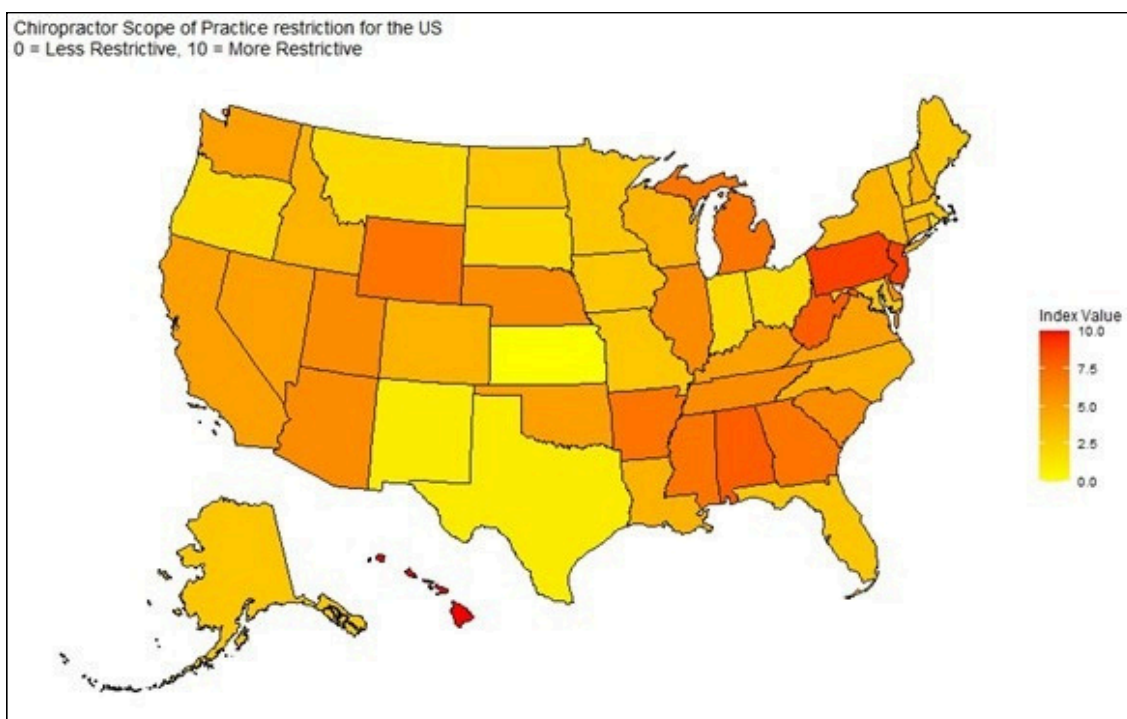 Chiropractor Scope of Practice restriction for the US
0 = Less Restrictive, 10 = More Restrictive
Index Value
10.0
7.5
5.0
2.5
0.0